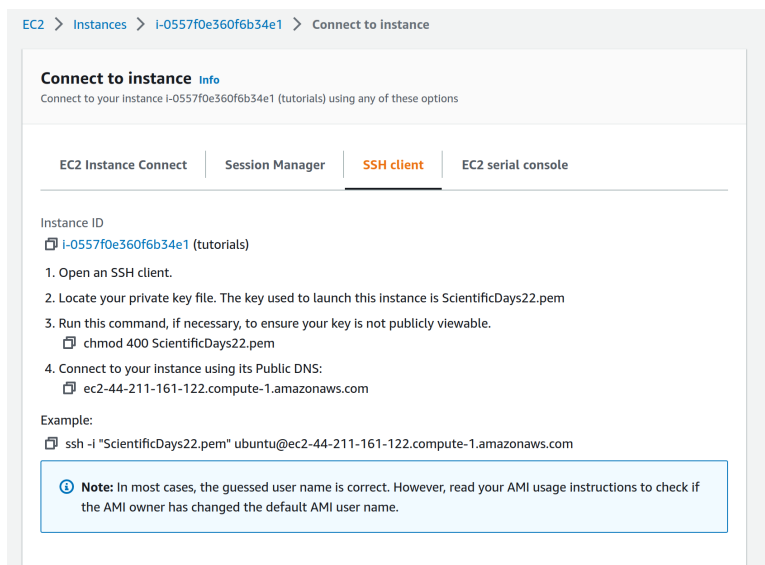 EC2 > Instances > i-0557f0e360f6b34e1 > Connect to instance
Connect to instance Info
Connect to your instance i-0557f0e360f6b34e1 (tutorials) using any of these options
EC2 Instance Connect Session Manager SSH client EC2 serial console
Instance ID
i-0557f0e360f6b34e1 (tutorials)
1. Open an SSH client.
2. Locate your private key file. The key used to launch this instance is ScientificDays22.pem
3. Run this command, if necessary, to ensure your key is not publicly viewable.
chmod 400 ScientificDays22.pem
4. Connect to your instance using its Public DNS:
ec2-44-211-161-122.compute-1.amazonaws.com
Example:
ssh -i "ScientificDays22.pem" ubuntu@ec2-44-211-161-122.compute-1.amazonaws.com
Note: In most cases, the guessed user name is correct. However, read your AMI usage instructions to check if
the AMI owner has changed the default AMI user name.